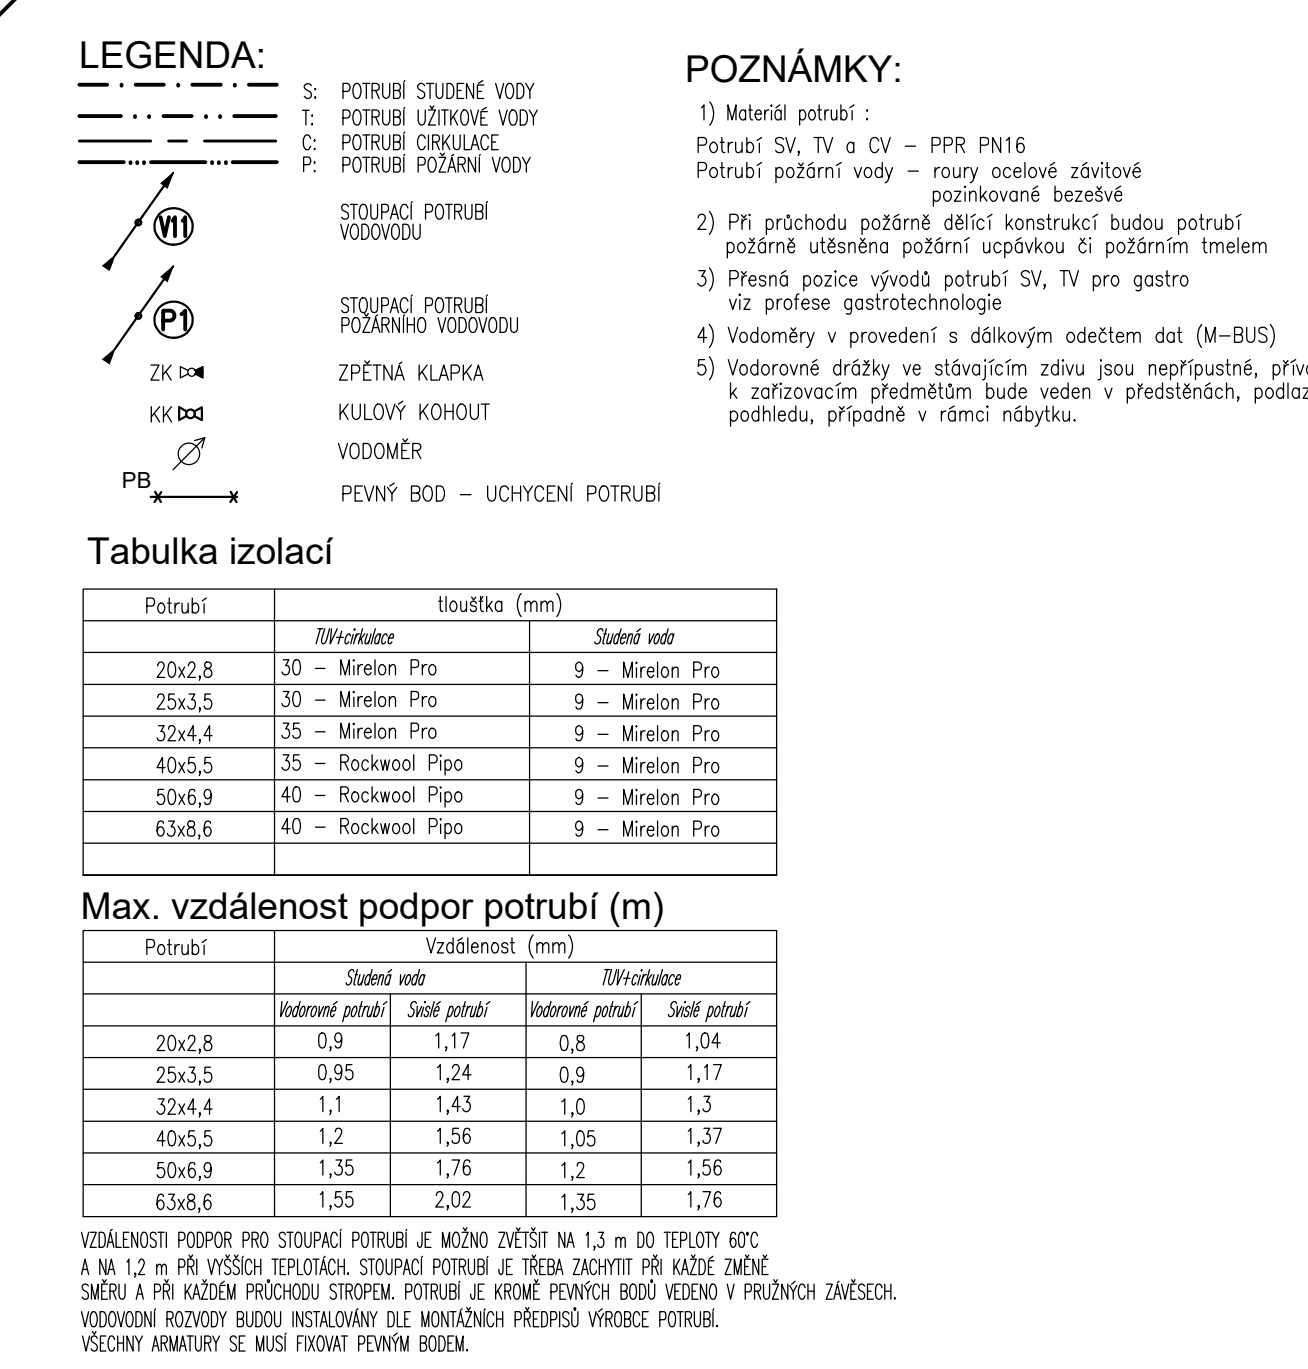 LEGENDA:
S: POTRUBÍ STUDENÉ VODY
T: POTRUBÍ UŽITKOVÉ VODY
C: POTRUBÍ CIRKULACE
P: POTRUBÍ POŽÁRNÍ VODY
V11 STOUPACÍ POTRUBÍ
VODOVODU
P1 STOUPACÍ POTRUBÍ
POŽÁRNÍHO VODOVODU
ZK ZPĚTNÁ KLAPKA
KK KULOVÝ KOHOUT
VODOMĚR
PB PEVNÝ BOD – UCHYCENÍ POTRUBÍ
POZNÁMKY:
1) Materiál potrubí :
Potrubí SV, TV a CV – PPR PN16
Potrubí požární vody – roury ocelové závitové
pozinkované bezešvé
2) Při průchodu požárně dělící konstrukcí budou potrubí
požárně utěsněna požární ucpávkou či požárním tmelem
3) Přesná pozice vývodů potrubí SV, TV pro gastro
viz profese gastrotechnologie
4) Vodoměry v provedení s dálkovým odečtem dat (M–BUS)
5) Vodorovné drážky ve stávajícím zdivu jsou nepřípustné,
k zařizovacím předmětům bude veden v předstěnách,
podhledu, případně v rámci nábytku.
Tabulka izolací
Potrubí tloušťka (mm)
TUV+cirkulace Studená voda
20x2,8 30 – Mirelon Pro 9 – Mirelon Pro
25x3,5 30 – Mirelon Pro 9 – Mirelon Pro
32x4,4 35 – Mirelon Pro 9 – Mirelon Pro
40x5,5 35 – Rockwool Pipo 9 – Mirelon Pro
50x6,9 40 – Rockwool Pipo 9 – Mirelon Pro
63x8,6 40 – Rockwool Pipo 9 – Mirelon Pro
Max. vzdálenost podpor potrubí (m)
Potrubí Vzdálenost (mm)
Studená voda TUV+cirkulace
Vodorovné potrubí Svislé potrubí Vodorovné potrubí Svislé potrubí
20x2,8 0,9 1,17 0,8 1,04
25x3,5 0,95 1,24 0,9 1,17
32x4,4 1,1 1,43 1,0 1,3
40x5,5 1,2 1,56 1,05 1,37
50x6,9 1,35 1,76 1,2 1,56
63x8,6 1,55 2,02 1,35 1,76
VZDÁLENOSTI PODPOR PRO STOUPACÍ POTRUBÍ JE MOŽNO ZVĚTŠIT NA 1,3 m DO TEPLOTY 60°C
A NA 1,2 m PŘI VYŠŠÍCH TEPLOTÁCH. STOUPACÍ POTRUBÍ JE TŘEBA ZACHYTIT PŘI KAŽDÉ ZMĚNĚ
SMĚRU A PŘI KAŽDÉM PRŮCHODU STROPEM. POTRUBÍ JE KROMĚ PEVNÝCH BODŮ VEDENO V PRUŽNÝCH ZÁVĚSECH.
VODOVODNÍ ROZVODY BUDOU INSTALOVÁNY DLE MONTÁŽNÍCH PŘEDPISŮ VÝROBCE POTRUBÍ.
VŠECHNY ARMATURY SE MUSÍ FIXOVAT PEVNÝM BODEM.